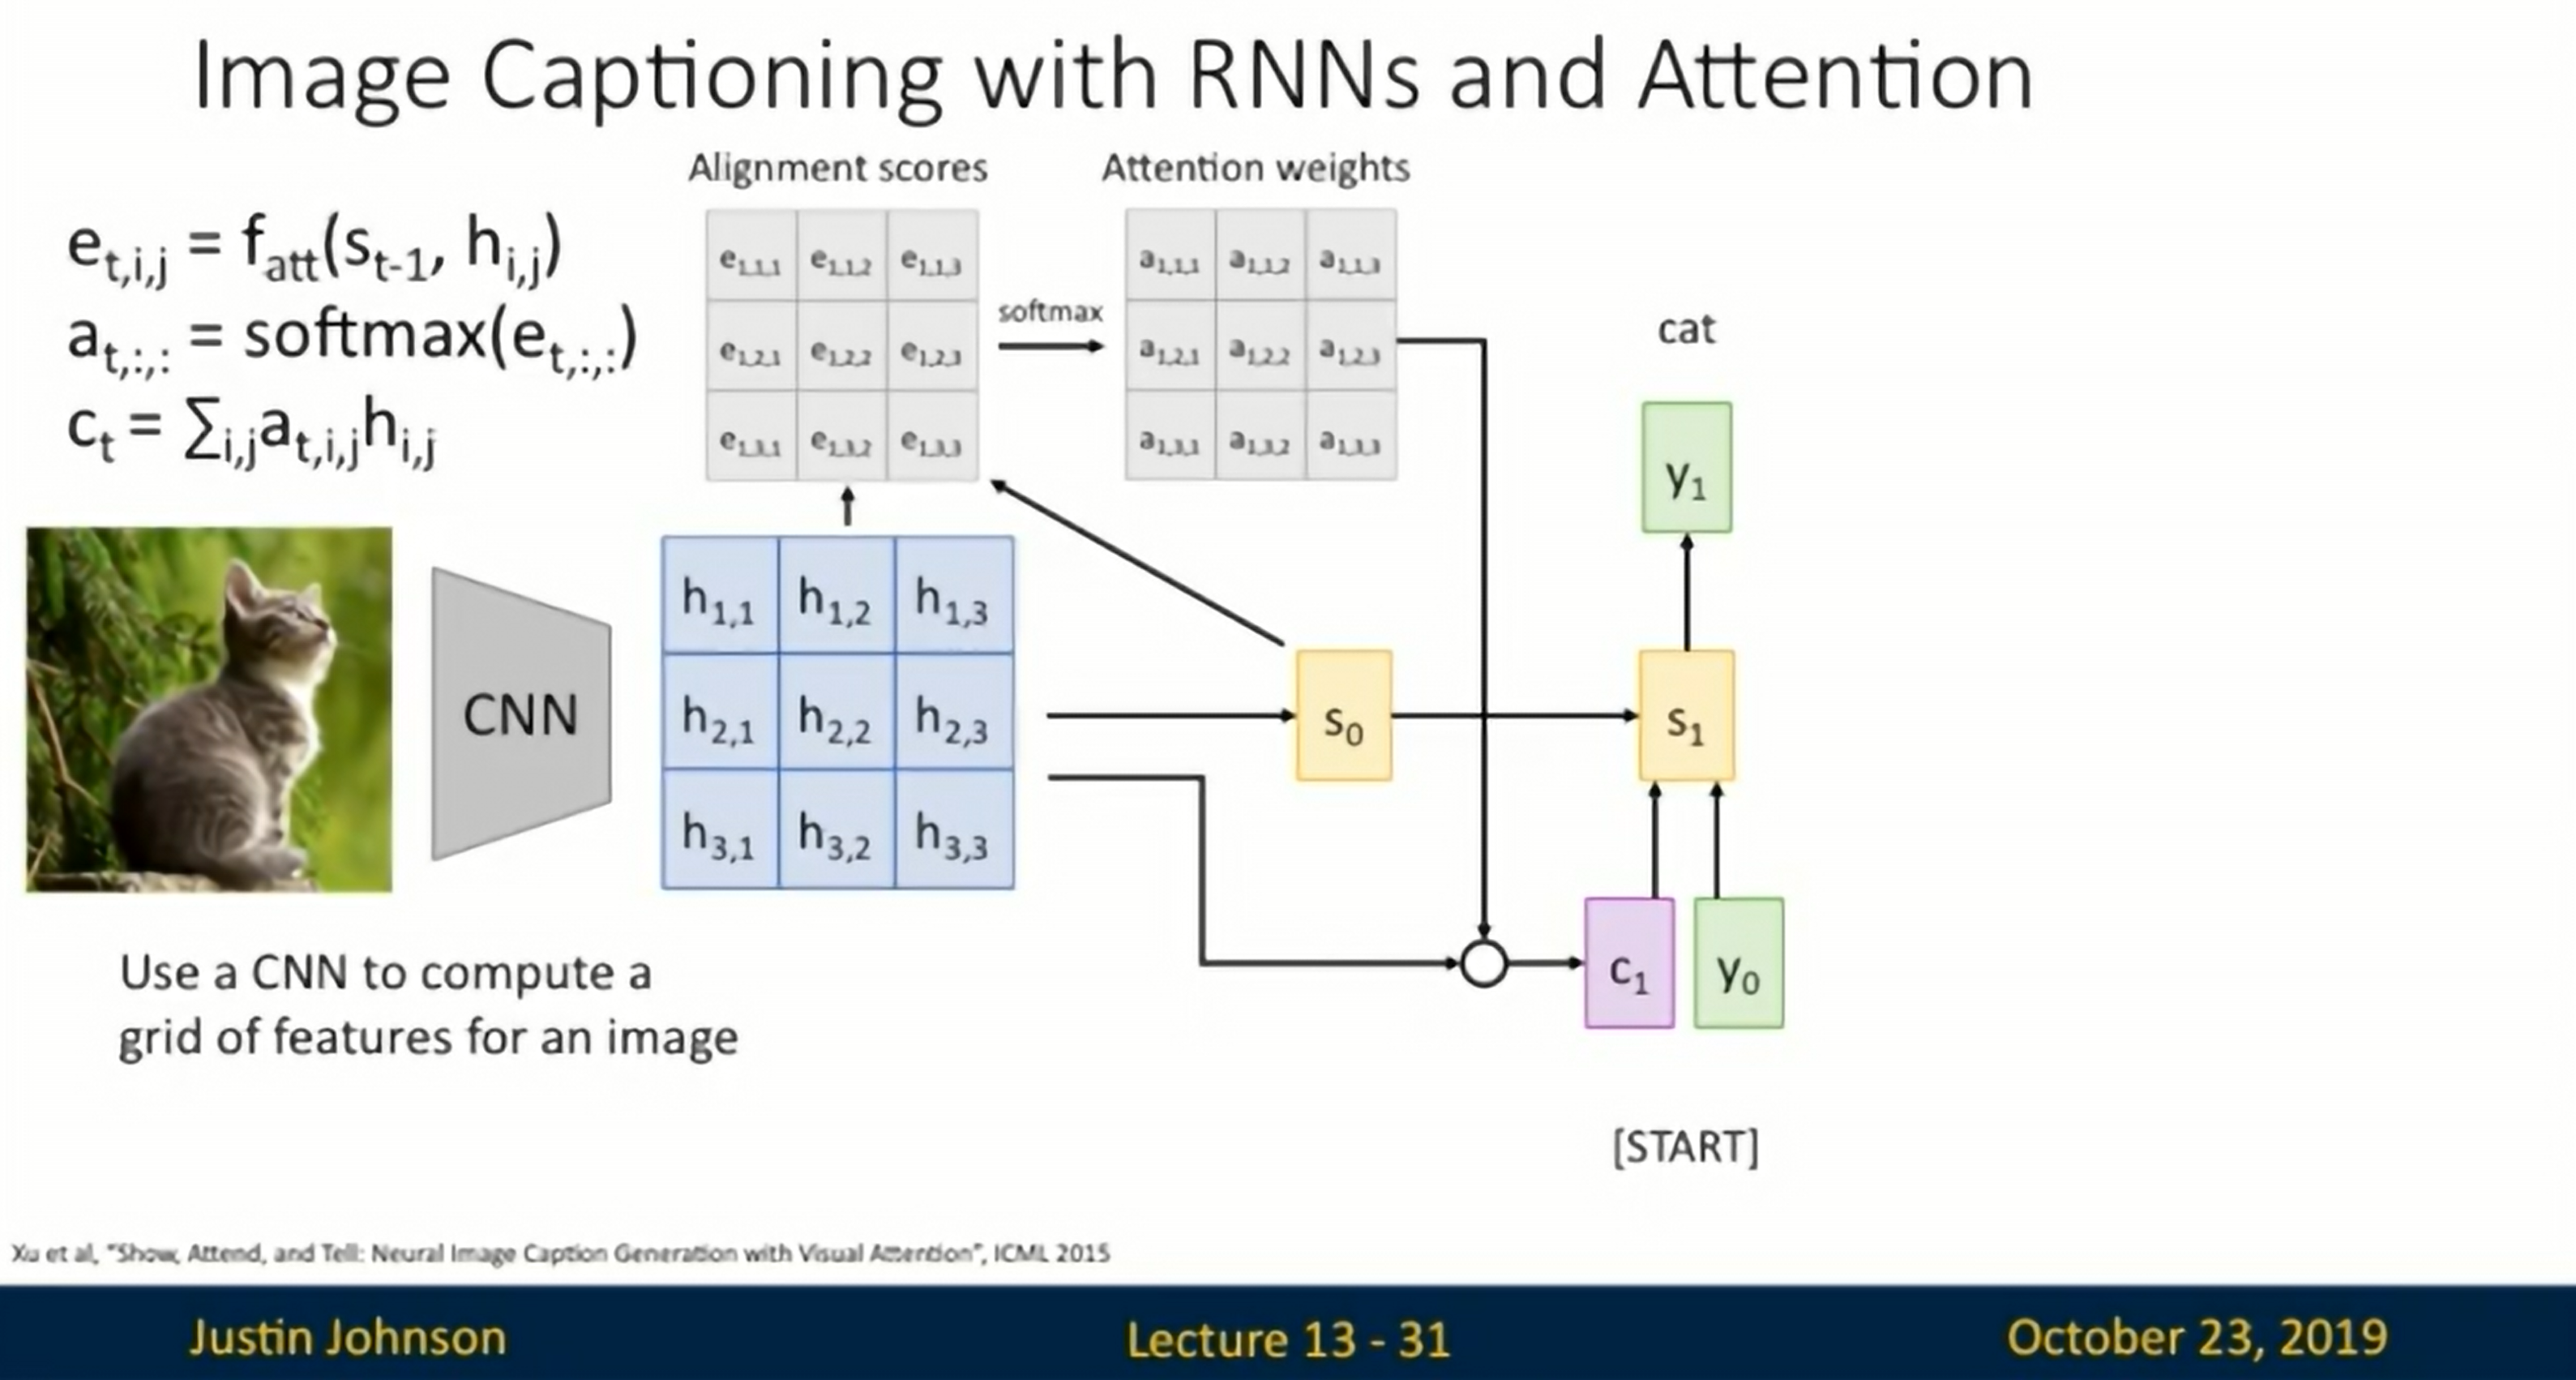 Image Captioning with RNNs and Attention
Alignment scores
Attention weights
e_{t,i,j} = f_{att}(s_{t-1}, h_{i,j})
a_{t,:,:} = softmax(e_{t,:,:})
c_t = ∑_{i,j}a_{t,i,j}h_{i,j}
e_{1,1,1} e_{1,1,2} e_{1,1,3}
e_{1,2,1} e_{1,2,2} e_{1,2,3}
e_{1,3,1} e_{1,3,2} e_{1,3,3}
softmax
a_{1,1,1} a_{1,1,2} a_{1,1,3}
a_{1,2,1} a_{1,2,2} a_{1,2,3}
a_{1,3,1} a_{1,3,2} a_{1,3,3}
cat
y_1
CNN
h_{1,1} h_{1,2} h_{1,3}
h_{2,1} h_{2,2} h_{2,3}
h_{3,1} h_{3,2} h_{3,3}
s_0
s_1
c_1
y_0
[START]
Use a CNN to compute a
grid of features for an image
Xu et al, "Show, Attend, and Tell: Neural Image Caption Generation with Visual Attention", ICML 2015
Justin Johnson
Lecture 13 - 31
October 23, 2019